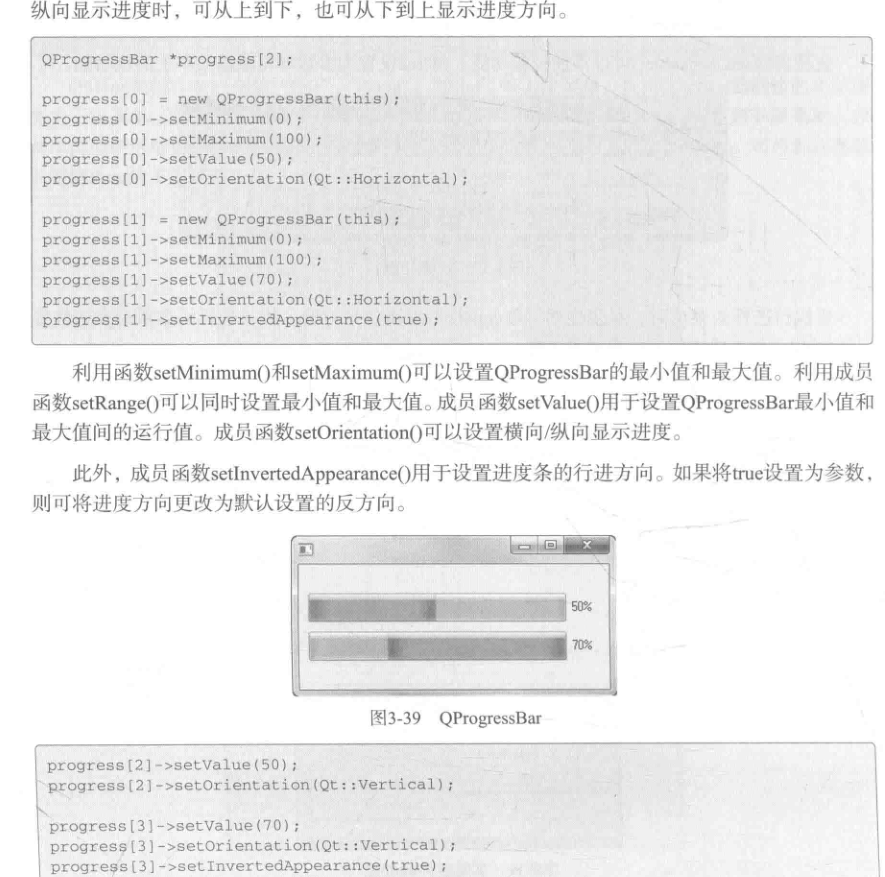 纵向显示进度时，可从上到下，也可从下到上显示进度方向。
QProgressBar *progress[2];
progress[0] = new QProgressBar(this);
progress[0]->setMinimum(0);
progress[0]->setMaximum(100);
progress[0]->setValue(50);
progress[0]->setOrientation(Qt::Horizontal);
progress[1] = new QProgressBar(this);
progress[1]->setMinimum(0);
progress[1]->setMaximum(100);
progress[1]->setValue(70);
progress[1]->setOrientation(Qt::Horizontal);
progress[1]->setInvertedAppearance(true);
利用函数setMinimum()和setMaximum()可以设置QProgressBar的最小值和最大值。利用成员
函数setRange()可以同时设置最小值和最大值。成员函数setValue()用于设置QProgressBar最小值和
最大值间的运行值。成员函数setOrientation()可以设置横向/纵向显示进度。
此外，成员函数setInvertedAppearance()用于设置进度条的行进方向。如果将true设置为参数，
则可将进度方向更改为默认设置的反方向。
50%
70%
图3-39 QProgressBar
progress[2]->setValue(50);
progress[2]->setOrientation(Qt::Vertical);
progress[3]->setValue(70);
progress[3]->setOrientation(Qt::Vertical);
progress[3]->setInvertedAppearance(true);